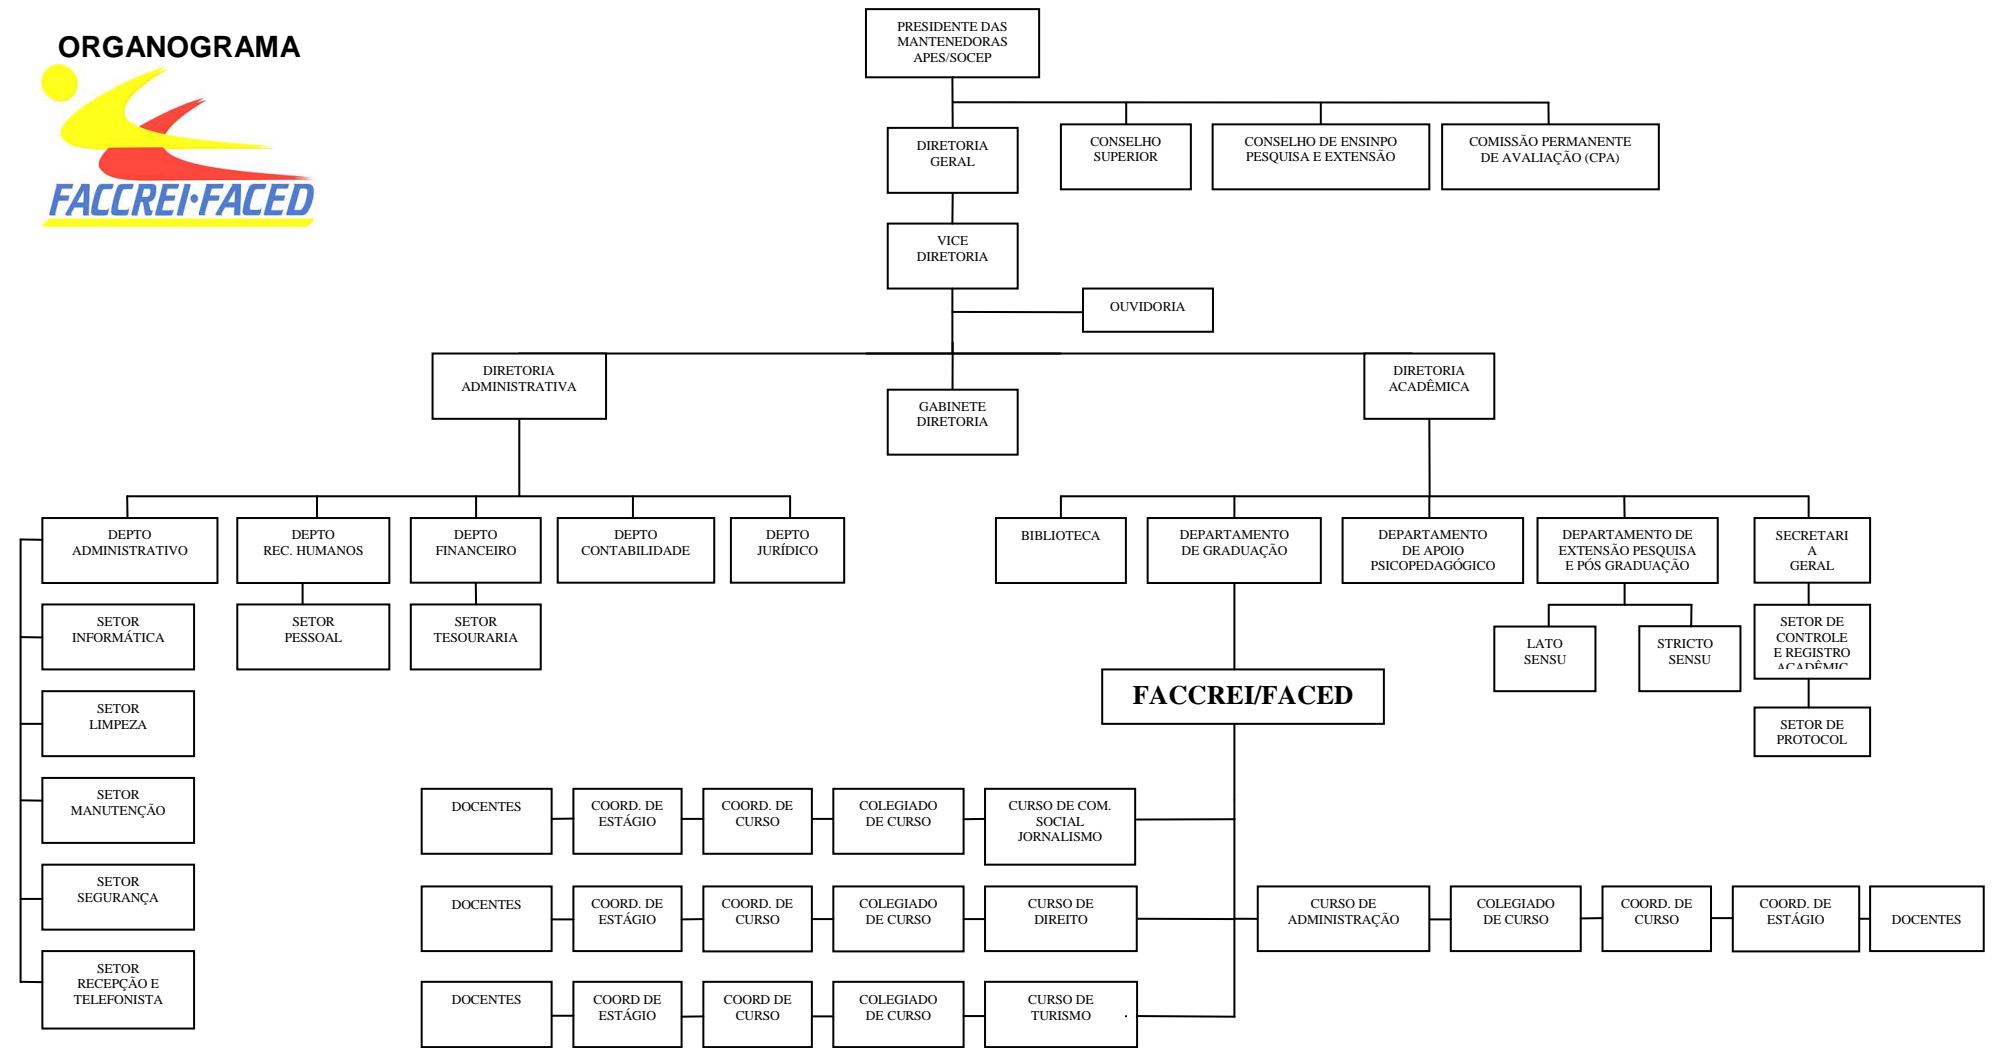 ORGANOGRAMA
FACCREI•FACED
PRESIDENTE DAS
MANTENEDORAS
APES/SOCEP
DIRETORIA
GERAL
CONSELHO
SUPERIOR
CONSELHO DE ENSINPO
PESQUISA E EXTENSÃO
COMISSÃO PERMANENTE
DE AVALIAÇÃO (CPA)
VICE
DIRETORIA
OUVIDORIA
DIRETORIA
ADMINISTRATIVA
GABINETE
DIRETORIA
DIRETORIA
ACADÊMICA
DEPTO
ADMINISTRATIVO
DEPTO
REC. HUMANOS
DEPTO
FINANCEIRO
DEPTO
CONTABILIDADE
DEPTO
JURÍDICO
BIBLIOTECA
DEPARTAMENTO
DE GRADUAÇÃO
DEPARTAMENTO
DE APOIO
PSICOPEDAGÓGICO
DEPARTAMENTO DE
EXTENSÃO PESQUISA
E PÓS GRADUAÇÃO
SECRETARI
A
GERAL
SETOR
INFORMÁTICA
SETOR
PESSOAL
SETOR
TESOURARIA
LATO
SENSU
STRICTO
SENSU
SETOR DE
CONTROLE
E REGISTRO
ACADÊMIC
SETOR
LIMPEZA
FACCREI/FACED
SETOR DE
PROTOCOL
SETOR
MANUTENÇÃO
DOCENTES
COORD. DE
ESTÁGIO
COORD. DE
CURSO
COLEGIADO
DE CURSO
CURSO DE COM.
SOCIAL
JORNALISMO
SETOR
SEGURANÇA
DOCENTES
COORD. DE
ESTÁGIO
COORD. DE
CURSO
COLEGIADO
DE CURSO
CURSO DE
DIREITO
CURSO DE
ADMINISTRAÇÃO
COLEGIADO
DE CURSO
COORD. DE
CURSO
COORD. DE
ESTÁGIO
DOCENTES
SETOR
RECEPÇÃO E
TELEFONISTA
DOCENTES
COORD DE
ESTÁGIO
COORD DE
CURSO
COLEGIADO
DE CURSO
CURSO DE
TURISMO .